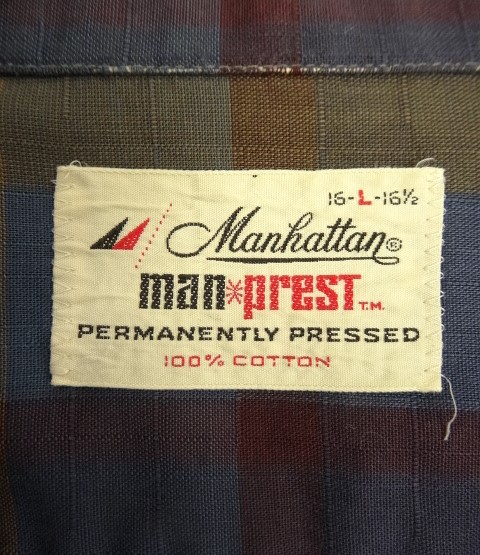 16-L-16½
Manhattan®
man*prest T.M.
PERMANENTLY PRESSED
100% COTTON